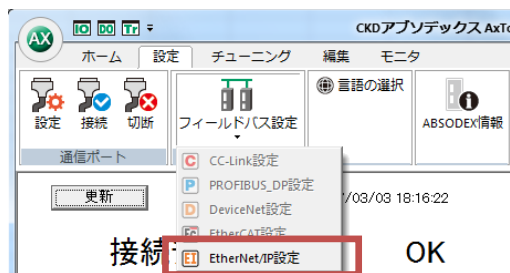 AX IO DO Tr CKDアブソデックス AxTo
ホーム 設定 チューニング 編集 モニタ
設定 接続 切断 フィールドバス設定 言語の選択 ABSODEX情報
通信ポート
C CC-Link設定
P PROFIBUS_DP設定
D DeviceNet設定
Ec EtherCAT設定
EI EtherNet/IP設定
更新 /03/03 18:16:22
接続 OK